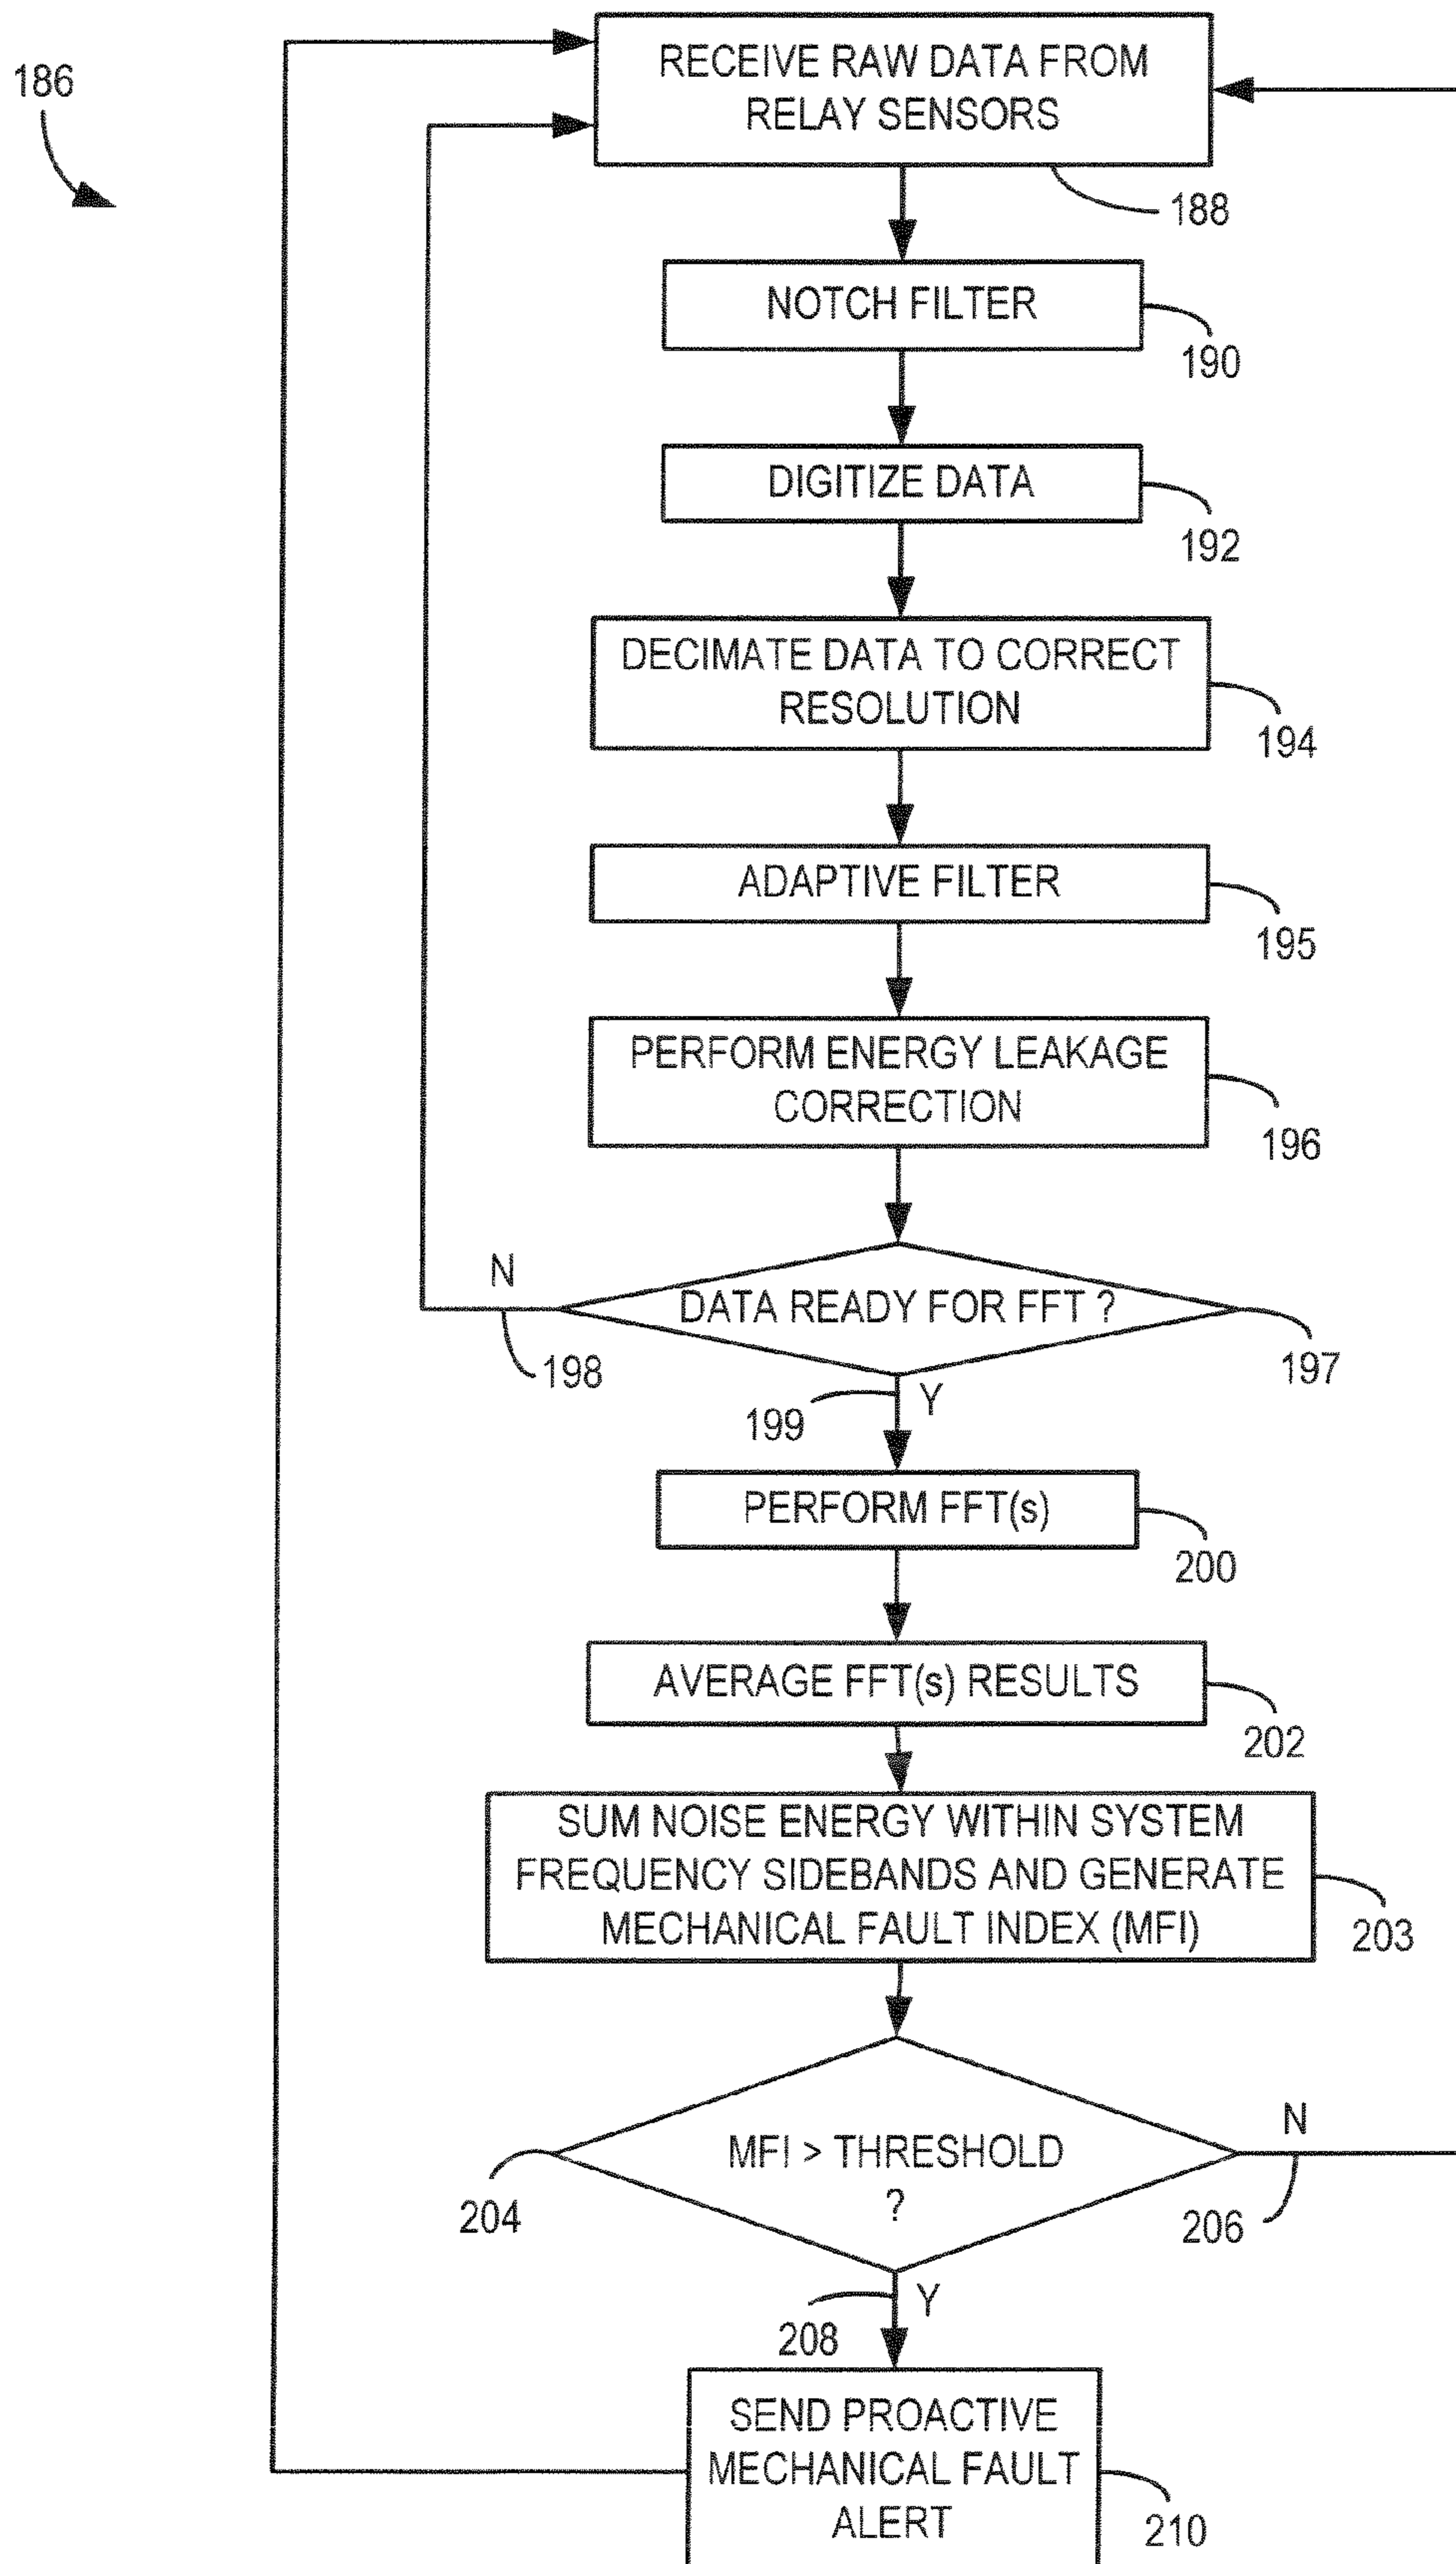 186
RECEIVE RAW DATA FROM
RELAY SENSORS
188
NOTCH FILTER
190
DIGITIZE DATA
192
DECIMATE DATA TO CORRECT
RESOLUTION
194
ADAPTIVE FILTER
195
PERFORM ENERGY LEAKAGE
CORRECTION
196
N
DATA READY FOR FFT ?
198
197
199
Y
PERFORM FFT(s)
200
AVERAGE FFT(s) RESULTS
202
SUM NOISE ENERGY WITHIN SYSTEM
FREQUENCY SIDEBANDS AND GENERATE
MECHANICAL FAULT INDEX (MFI)
203
N
MFI > THRESHOLD
?
204
206
208
Y
SEND PROACTIVE
MECHANICAL FAULT
ALERT
210